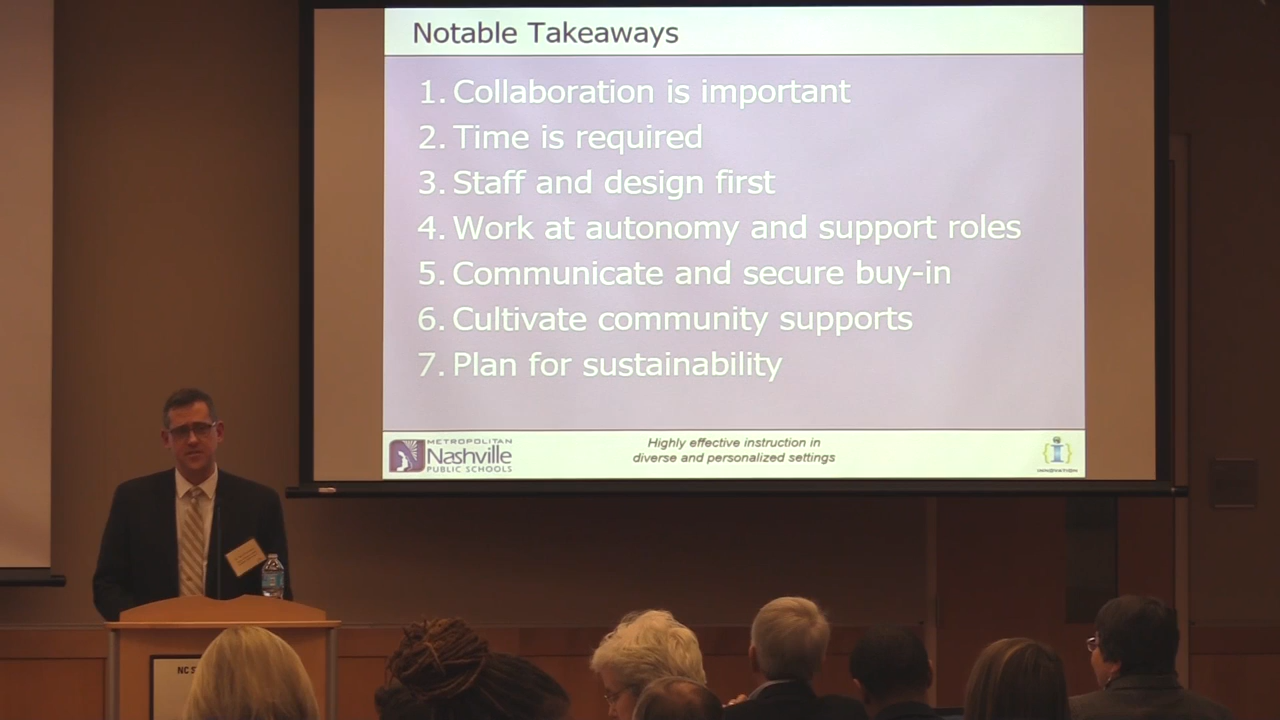 Notable Takeaways
1. Collaboration is important
2. Time is required
3. Staff and design first
4. Work at autonomy and support roles
5. Communicate and secure buy-in
6. Cultivate community supports
7. Plan for sustainability
METROPOLITAN
Nashville
PUBLIC SCHOOLS
Highly effective instruction in
diverse and personalized settings
NC